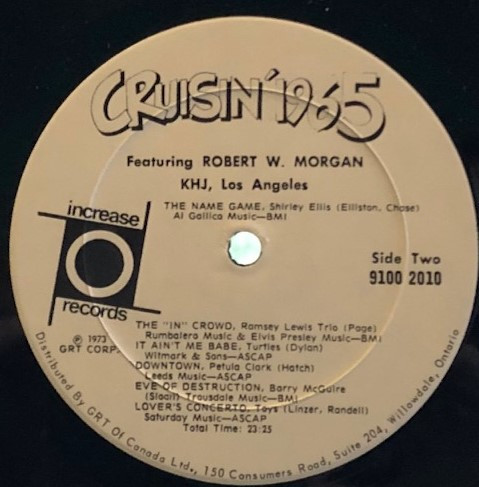 CRUISIN' 1965
Featuring ROBERT W. MORGAN
KHJ, Los Angeles
THE NAME GAME, Shirley Ellis (Elliston, Chase)
Al Gallico Music—BMI
increase
records
Side Two
9100 2010
℗ 1973
GRT CORP.
THE "IN" CROWD, Ramsey Lewis Trio (Page)
Rumbalero Music & Elvis Presley Music—BMI
IT AIN'T ME BABE, Turtles (Dylan)
Witmark & Sons—ASCAP
DOWNTOWN, Petula Clark (Hatch)
Leeds Music—ASCAP
EVE OF DESTRUCTION, Barry McGuire
(Sloan) Trousdale Music—BMI
LOVER'S CONCERTO, Toys (Linzer, Randell)
Saturday Music—ASCAP
Total Time: 23:25
Distributed By GRT Of Canada Ltd., 150 Consumers Road, Suite 204, Willowdale, Ontario